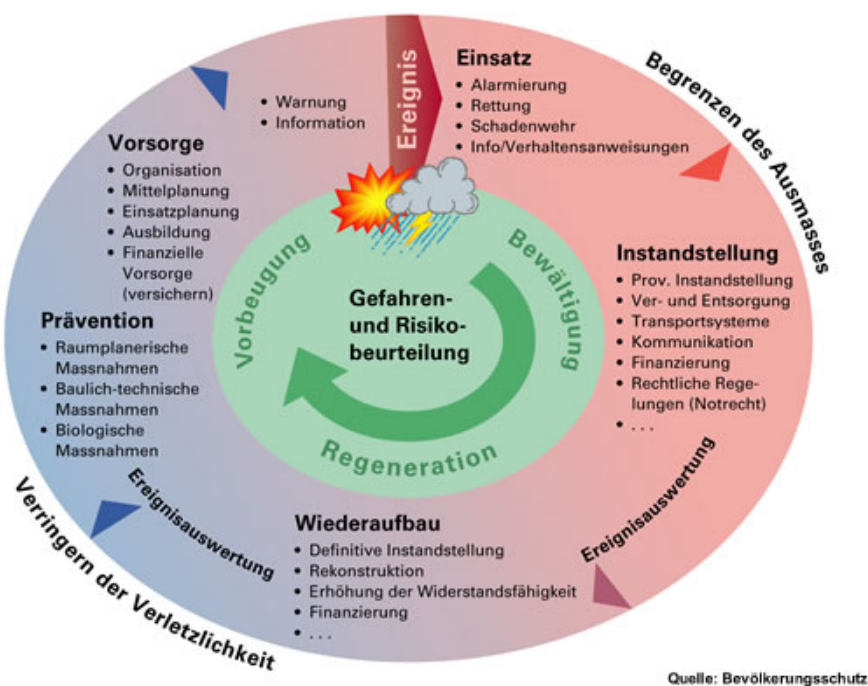 Ereignis
Einsatz
• Alarmierung
• Rettung
• Schadenwehr
• Info/Verhaltensanweisungen
Begrenzen des Ausmasses
Instandstellung
• Prov. Instandstellung
• Ver- und Entsorgung
• Transportsysteme
• Kommunikation
• Finanzierung
• Rechtliche Rege-
lungen (Notrecht)
• . . .
Ereignisauswertung
Wiederaufbau
• Definitive Instandstellung
• Rekonstruktion
• Erhöhung der Widerstandsfähigkeit
• Finanzierung
• . . .
Ereignisauswertung
Verringern der Verletzlichkeit
Prävention
• Raumplanerische
Massnahmen
• Baulich-technische
Massnahmen
• Biologische
Massnahmen
Vorsorge
• Organisation
• Mittelplanung
• Einsatzplanung
• Ausbildung
• Finanzielle
Vorsorge
(versichern)
• Warnung
• Information
Bewältigung
Regeneration
Vorbeugung
Gefahren-
und Risiko-
beurteilung
Quelle: Bevölkerungsschutz